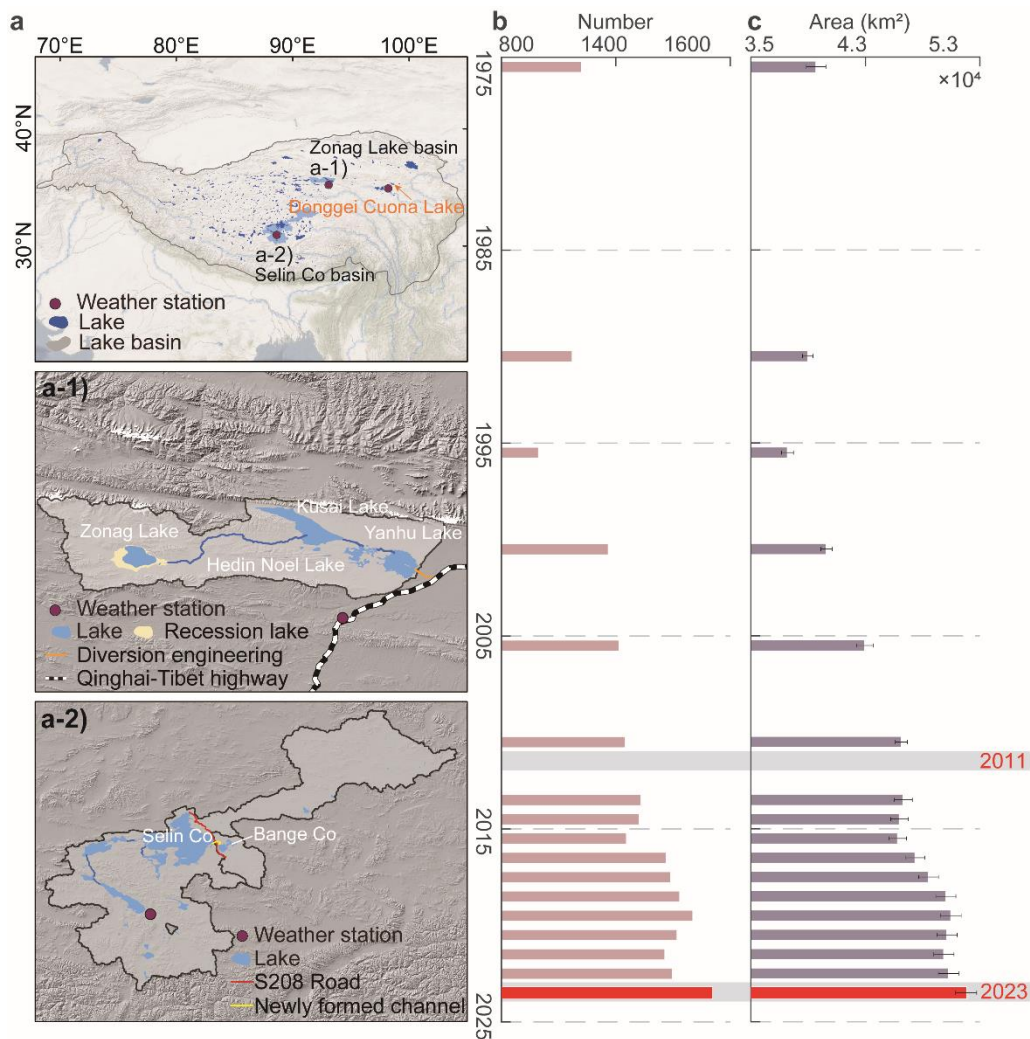 a
70°E 80°E 90°E 100°E
40°N
30°N
Zonag Lake basin
a-1)
Donggei Cuona Lake
a-2)
Selin Co basin
Weather station
Lake
Lake basin
a-1)
Kusai Lake
Zonag Lake
Yanhu Lake
Hedin Noel Lake
Weather station
Lake Recession lake
Diversion engineering
Qinghai-Tibet highway
a-2)
Selin Co
Bange Co
Weather station
Lake
S208 Road
Newly formed channel
b
Number
800 1400 1600
1975
1985
1995
2005
2015
2025
c
Area (km²)
3.5 4.3 5.3
×10⁴
2011
2023